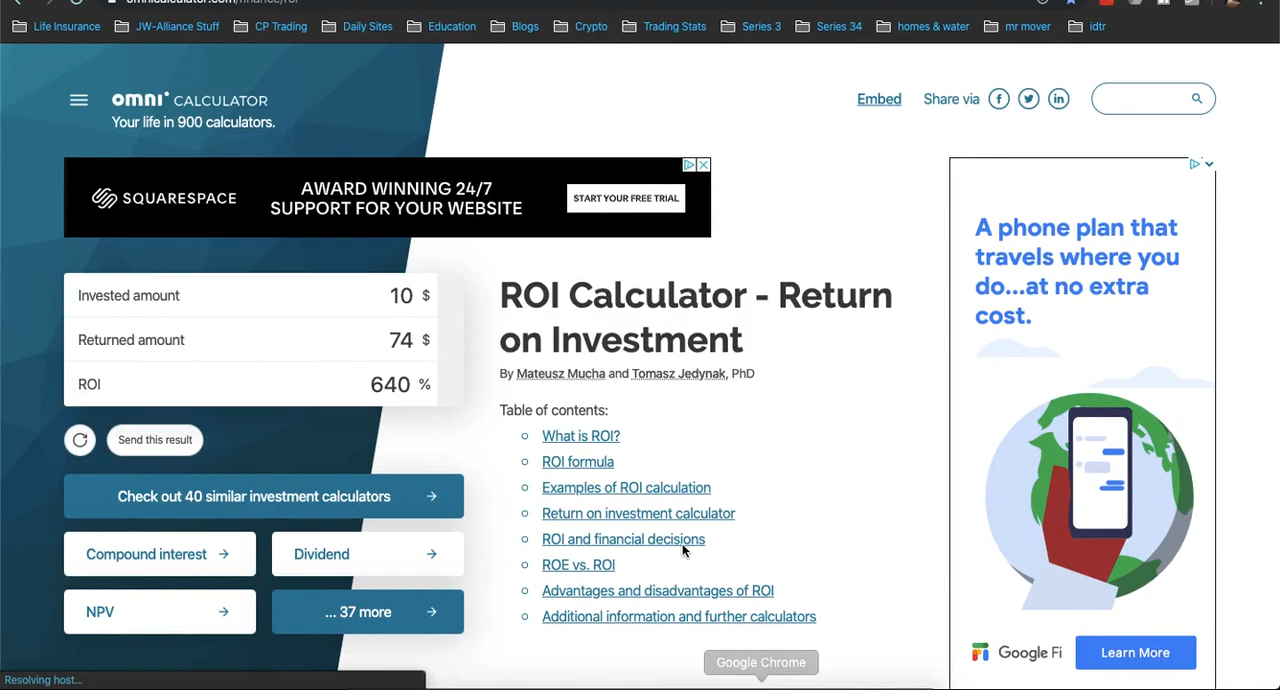 Life Insurance JW-Alliance Stuff CP Trading Daily Sites Education Blogs Crypto Trading Stats Series 3 Series 34 homes & water mr mover idtr
omni CALCULATOR
Your life in 900 calculators.
Embed Share via
SQUARESPACE
AWARD WINNING 24/7
SUPPORT FOR YOUR WEBSITE
START YOUR FREE TRIAL
Invested amount 10 $
Returned amount 74 $
ROI 640 %
Send this result
Check out 40 similar investment calculators
Compound interest
Dividend
NPV
... 37 more
ROI Calculator - Return
on Investment
By Mateusz Mucha and Tomasz Jedynak, PhD
Table of contents:
What is ROI?
ROI formula
Examples of ROI calculation
Return on investment calculator
ROI and financial decisions
ROE vs. ROI
Advantages and disadvantages of ROI
Additional information and further calculators
A phone plan that
travels where you
do...at no extra
cost.
Google Fi
Learn More
Google Chrome
Resolving host...